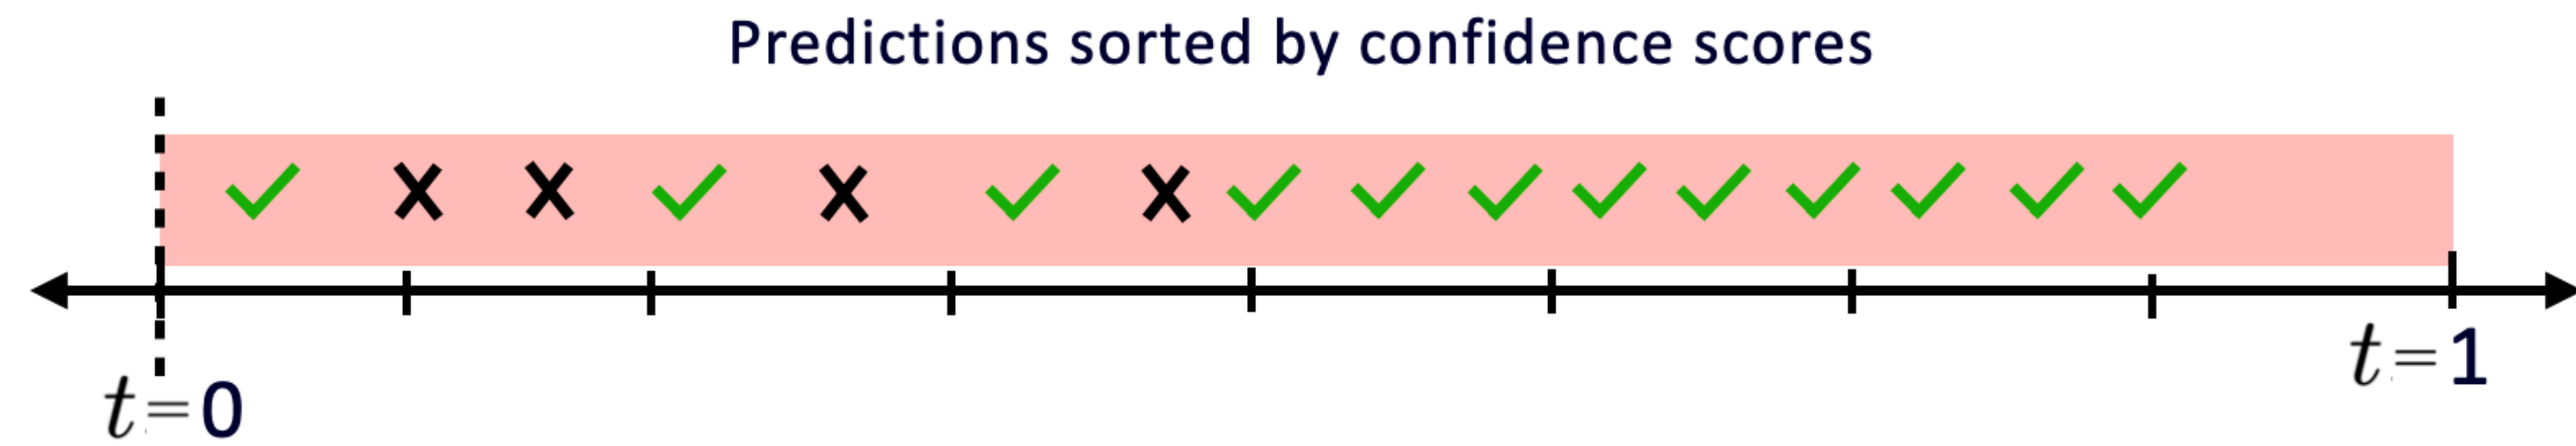 Predictions sorted by confidence scores
t=0
t=1